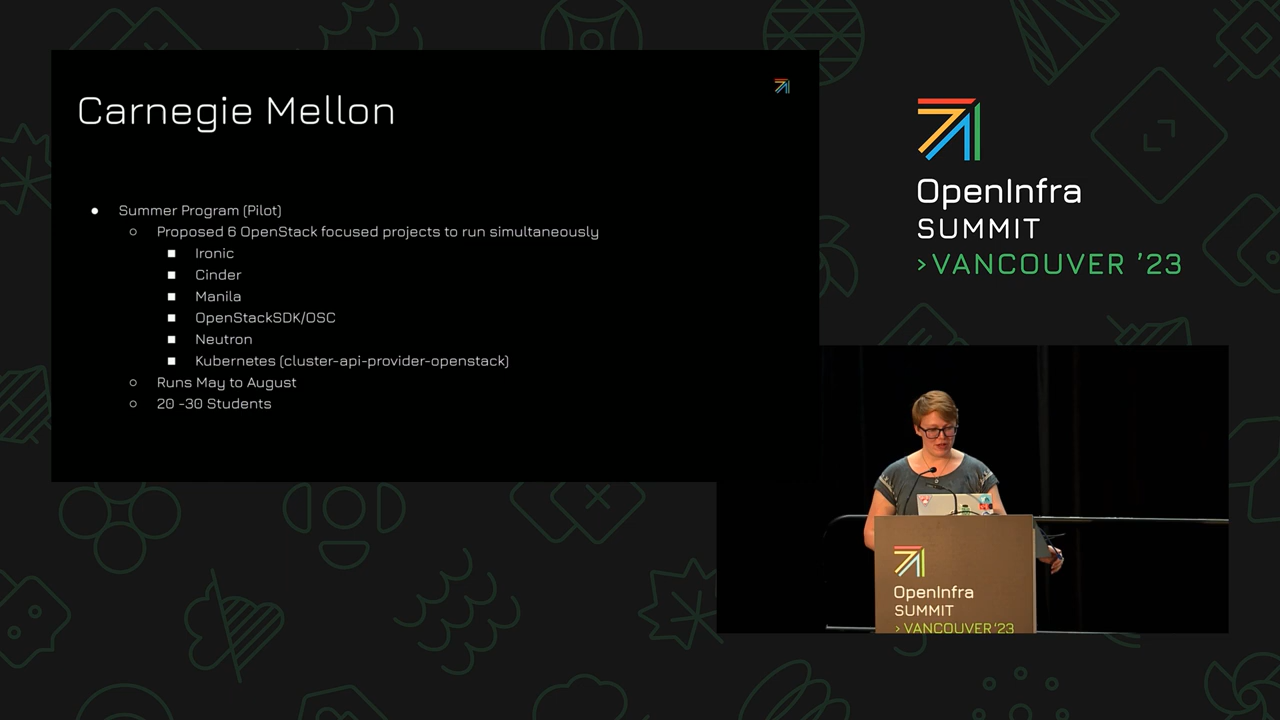 Carnegie Mellon
Summer Program (Pilot)
Proposed 6 OpenStack focused projects to run simultaneously
Ironic
Cinder
Manila
OpenStackSDK/OSC
Neutron
Kubernetes (cluster-api-provider-openstack)
Runs May to August
20 -30 Students
OpenInfra
SUMMIT
>VANCOUVER '23
OpenInfra
SUMMIT
> VANCOUVER '23